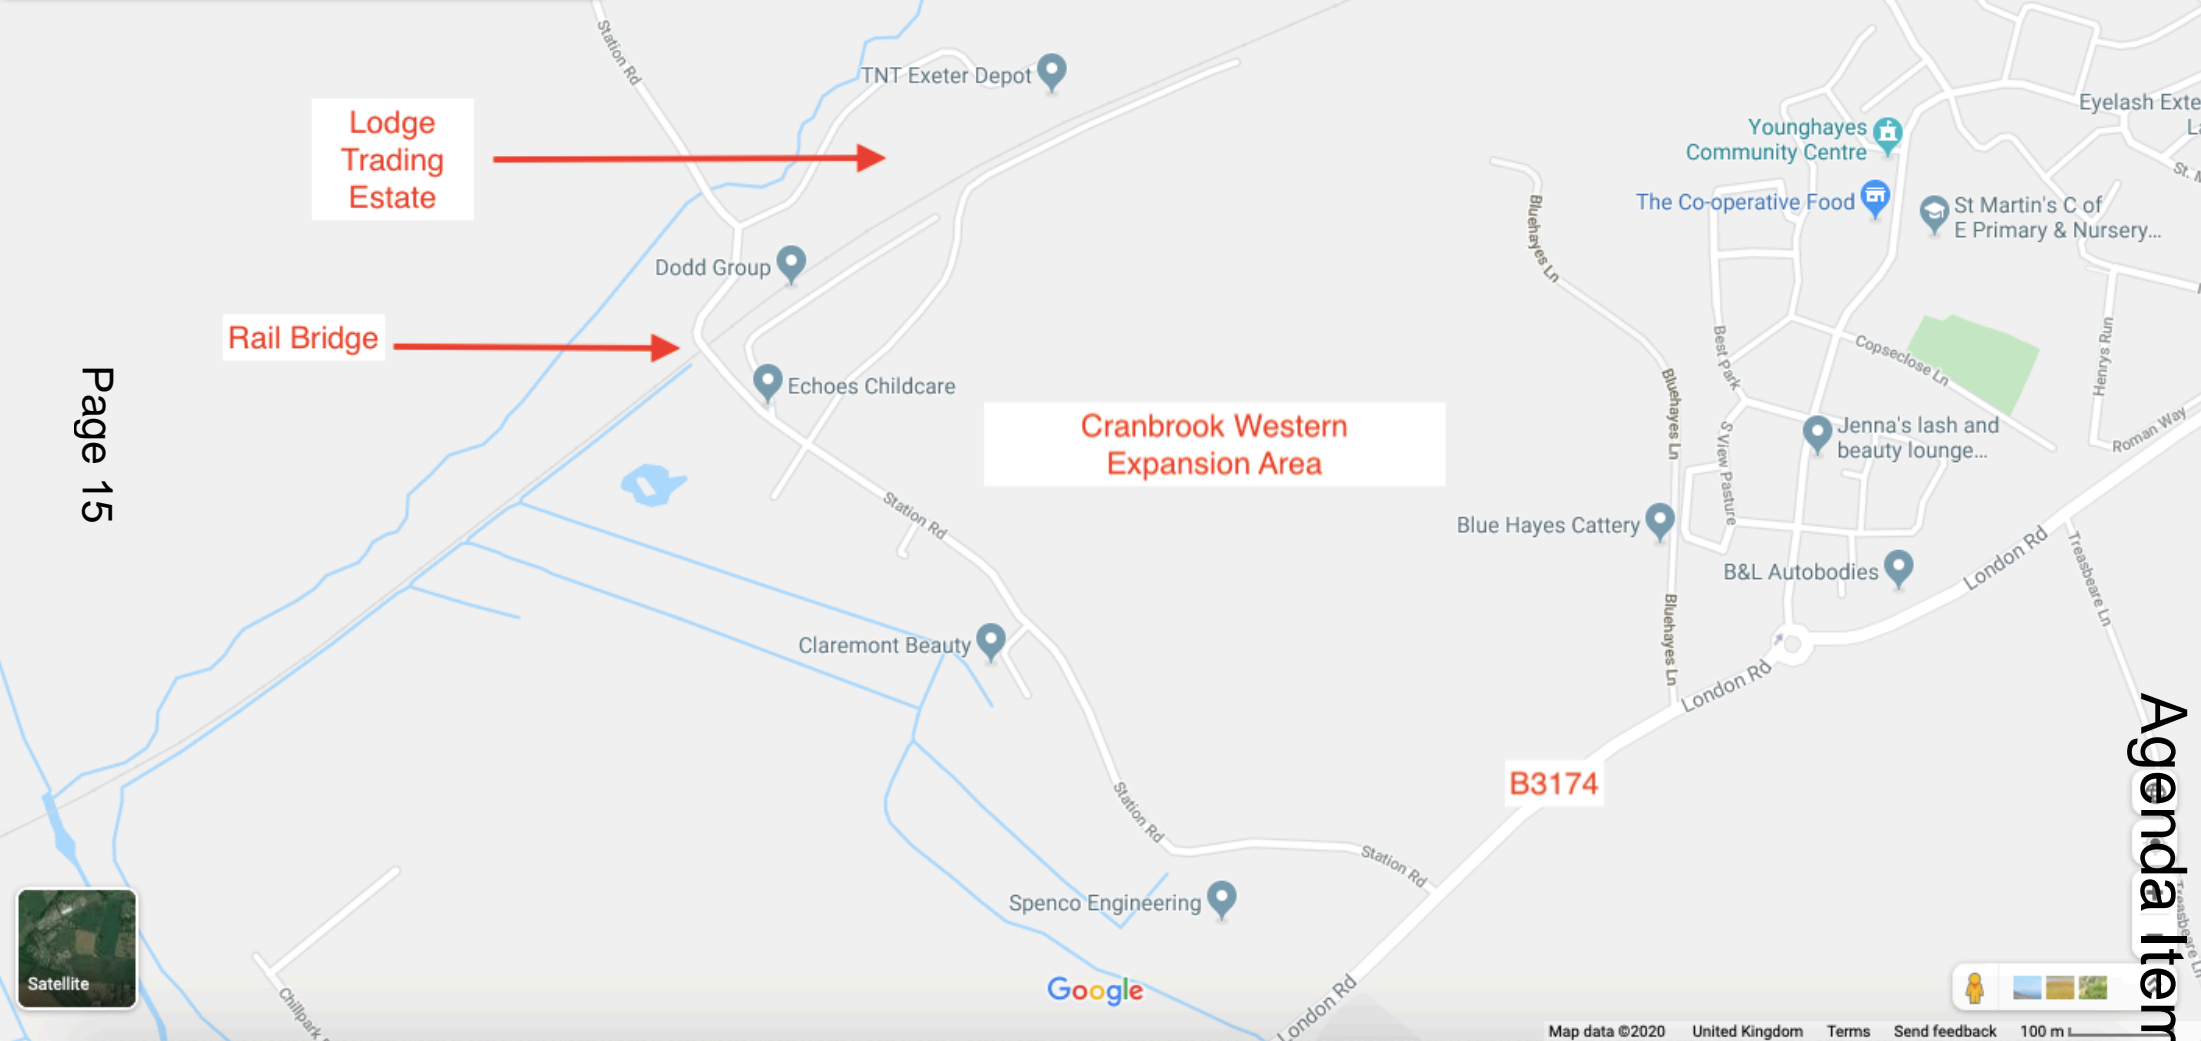 Station Rd
TNT Exeter Depot
Lodge
Trading
Estate
Eyelash Exte
Younghayes
Community Centre
The Co-operative Food
St Martin's C of
E Primary & Nursery...
Bluehayes Ln
Dodd Group
Rail Bridge
Page 15
Echoes Childcare
Best Park
Copseclose Ln
Henrys Run
Roman Way
Cranbrook Western
Expansion Area
Bluehayes Ln
Jenna's lash and
beauty lounge...
S View Pasture
Station Rd
Blue Hayes Cattery
B&L Autobodies
London Rd
Treasbeare Ln
Claremont Beauty
Bluehayes Ln
London Rd
Agenda Item
B3174
Station Rd
Station Rd
Spenco Engineering
Treasbeare Ln
Satellite
Chillpark
Google
London Rd
Map data ©2020 United Kingdom Terms Send feedback 100 m